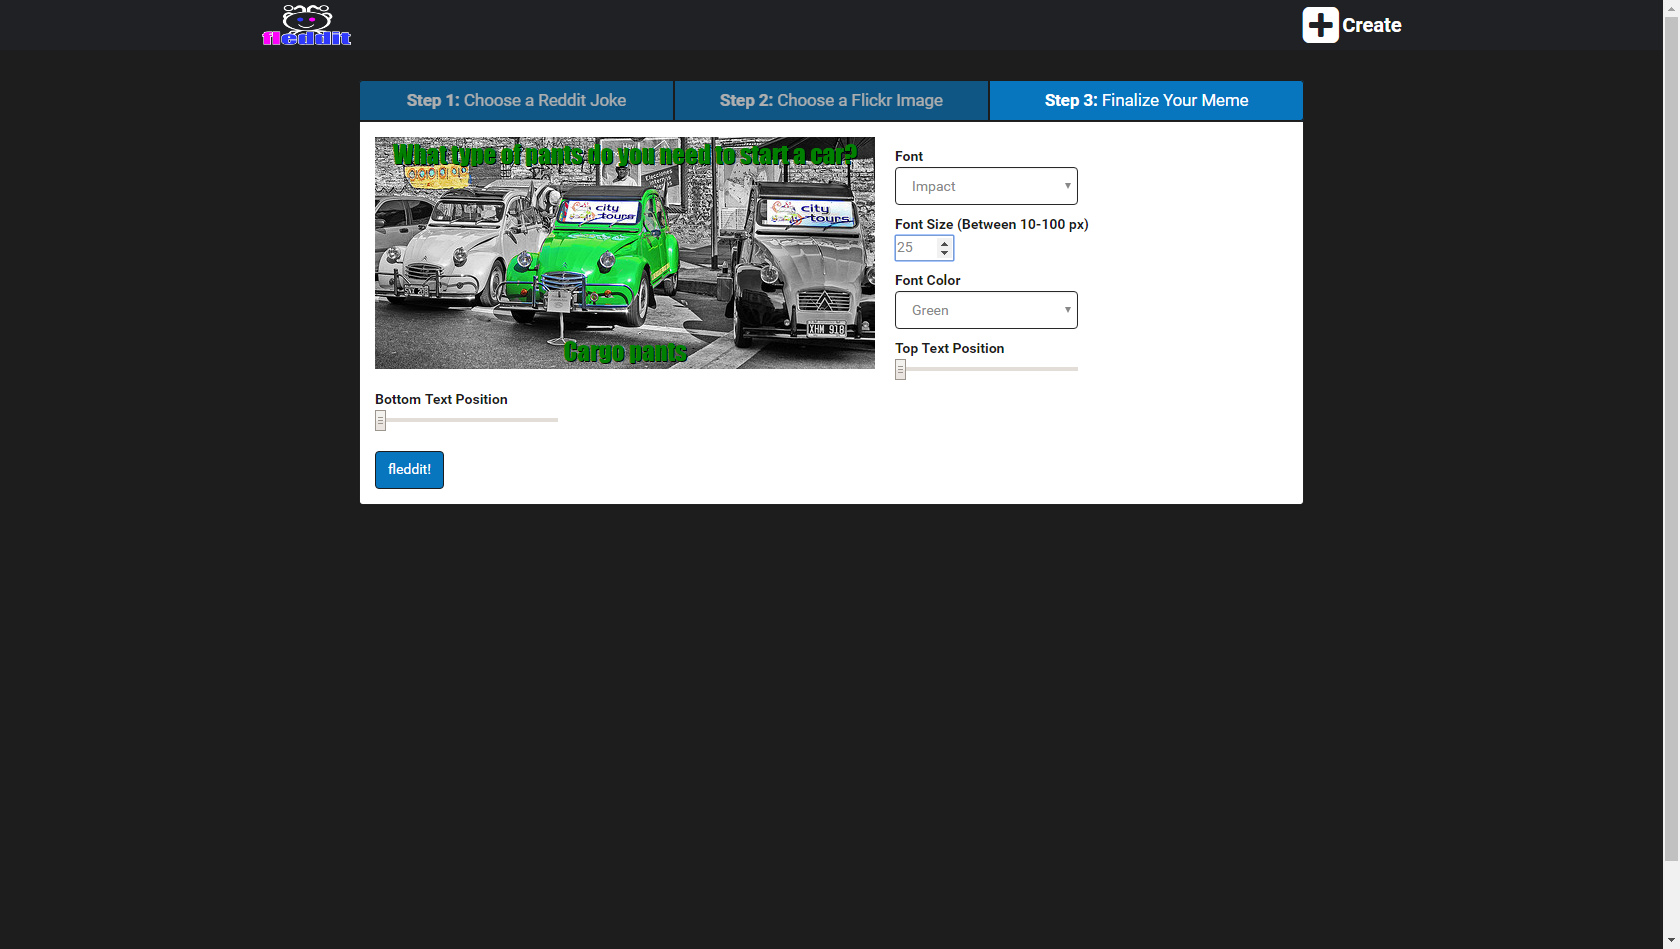 fleddit
Create
Step 1: Choose a Reddit Joke
Step 2: Choose a Flickr Image
Step 3: Finalize Your Meme
What type of pants do you need to start a car?
Elecciones
city
tours
city
tours
XHM 918
Cargo pants
Font
Impact
Font Size (Between 10-100 px)
25
Font Color
Green
Top Text Position
Bottom Text Position
fleddit!